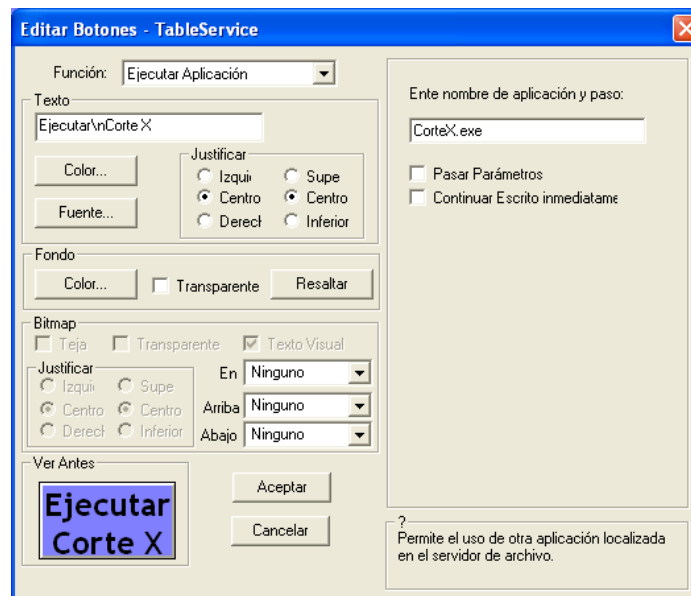 Editar Botones - TableService
Función: Ejecutar Aplicación
Texto
Ejecutar\nCorte X
Color...
Fuente...
Justificar
Izqui
Supe
Centro
Centro
Derecl
Inferior
Fondo
Color...
Transparente
Resaltar
Bitmap
Teja
Transparente
Texto Visual
Justificar
Izqui
Supe
Centro
Centro
Derecl
Inferior
En Ninguno
Arriba Ninguno
Abajo Ninguno
Ver Antes
Ejecutar
Corte X
Aceptar
Cancelar
Ente nombre de aplicación y paso:
CorteX.exe
Pasar Parámetros
Continuar Escrito inmediatame
?
Permite el uso de otra aplicación localizada
en el servidor de archivo.